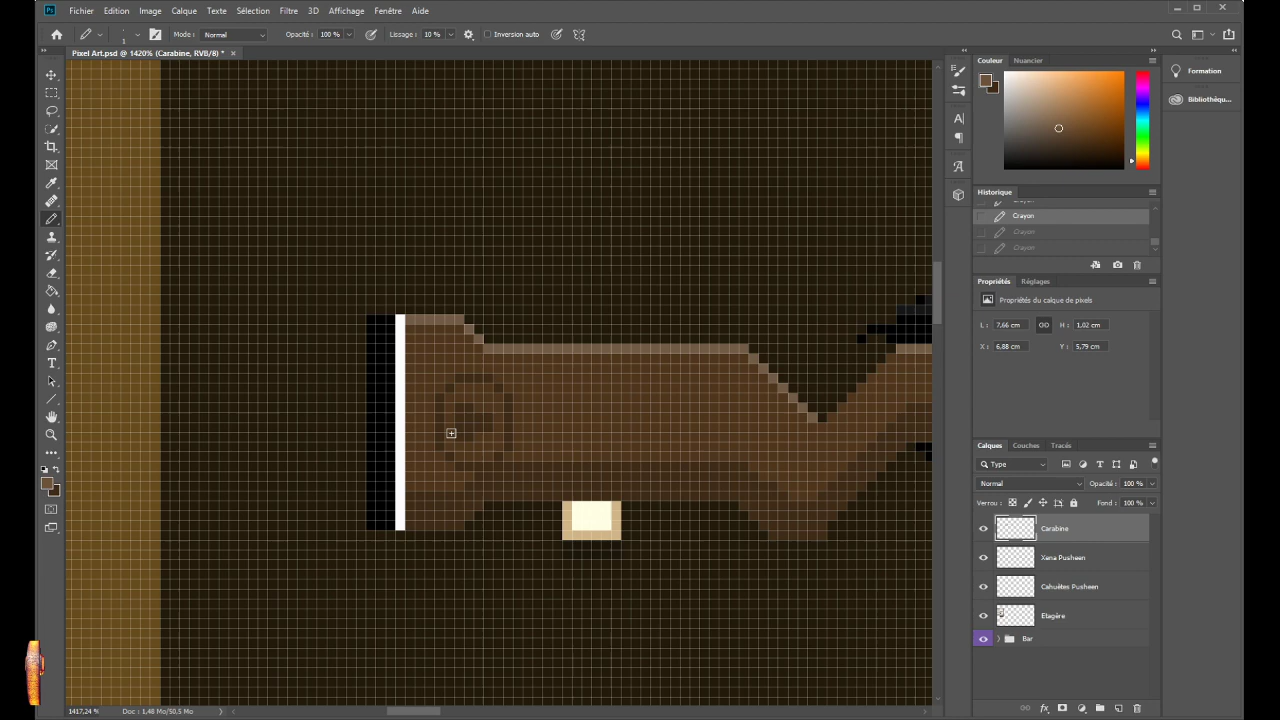 Ps Fichier Edition Image Calque Texte Sélection Filtre 3D Affichage Fenêtre Aide
1 Mode : Normal Opacité : 100 % Lissage : 10 % Inversion auto
Pixel Art.psd @ 1420% (Carabine, RVB/8) * ×
Couleur Nuancier
Formation
Bibliothèqu...
Historique
Crayon
Crayon
Crayon
Crayon
Propriétés Réglages
Propriétés du calque de pixels
L : 7,66 cm H : 1,02 cm
X : 6,88 cm Y : 5,79 cm
Calques Couches Tracés
Type
Normal Opacité : 100 %
Verrou : Fond : 100 %
Carabine
Xena Pusheen
Cahuètes Pusheen
Etagère
Bar
1417,24 % Doc : 1,48 Mo/50,5 Mo